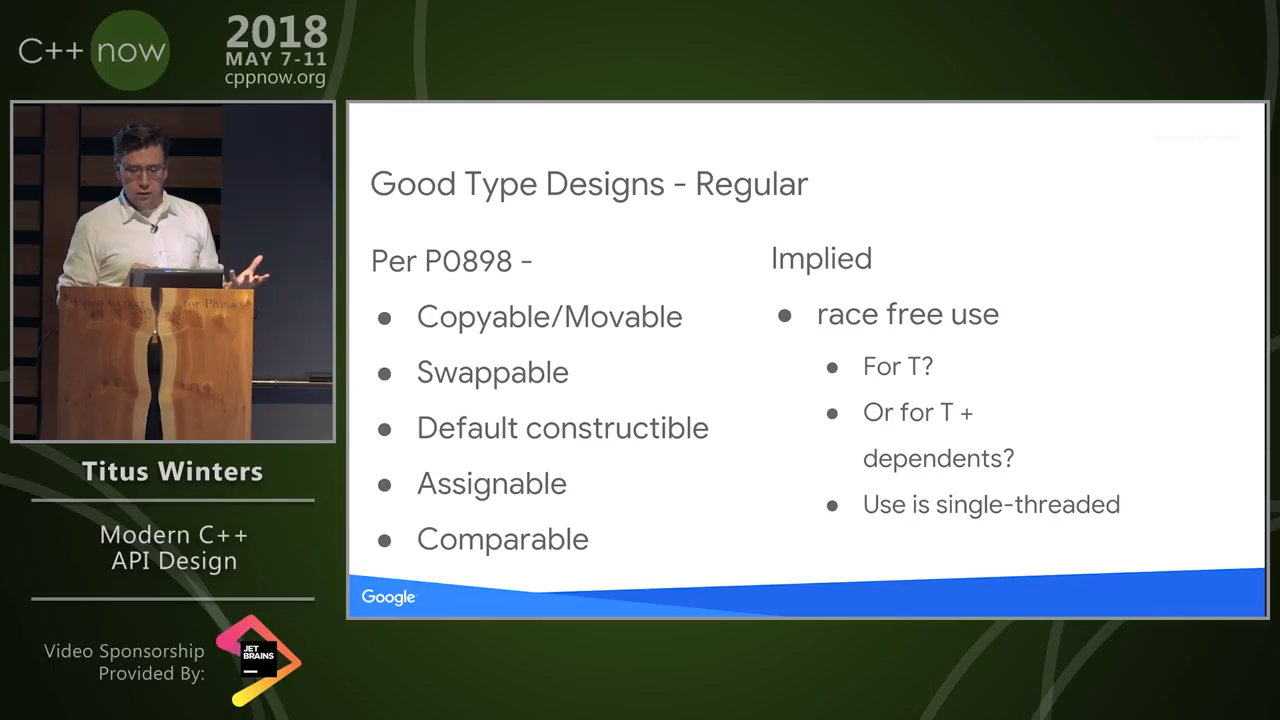 C++ now
2018
MAY 7-11
cppnow.org
Good Type Designs - Regular
Per P0898 -
● Copyable/Movable
● Swappable
● Default constructible
● Assignable
● Comparable
Implied
● race free use
● For T?
● Or for T +
dependents?
● Use is single-threaded
Google
for Physics
Titus Winters
Modern C++
API Design
Video Sponsorship
Provided By:
JET
BRAINS